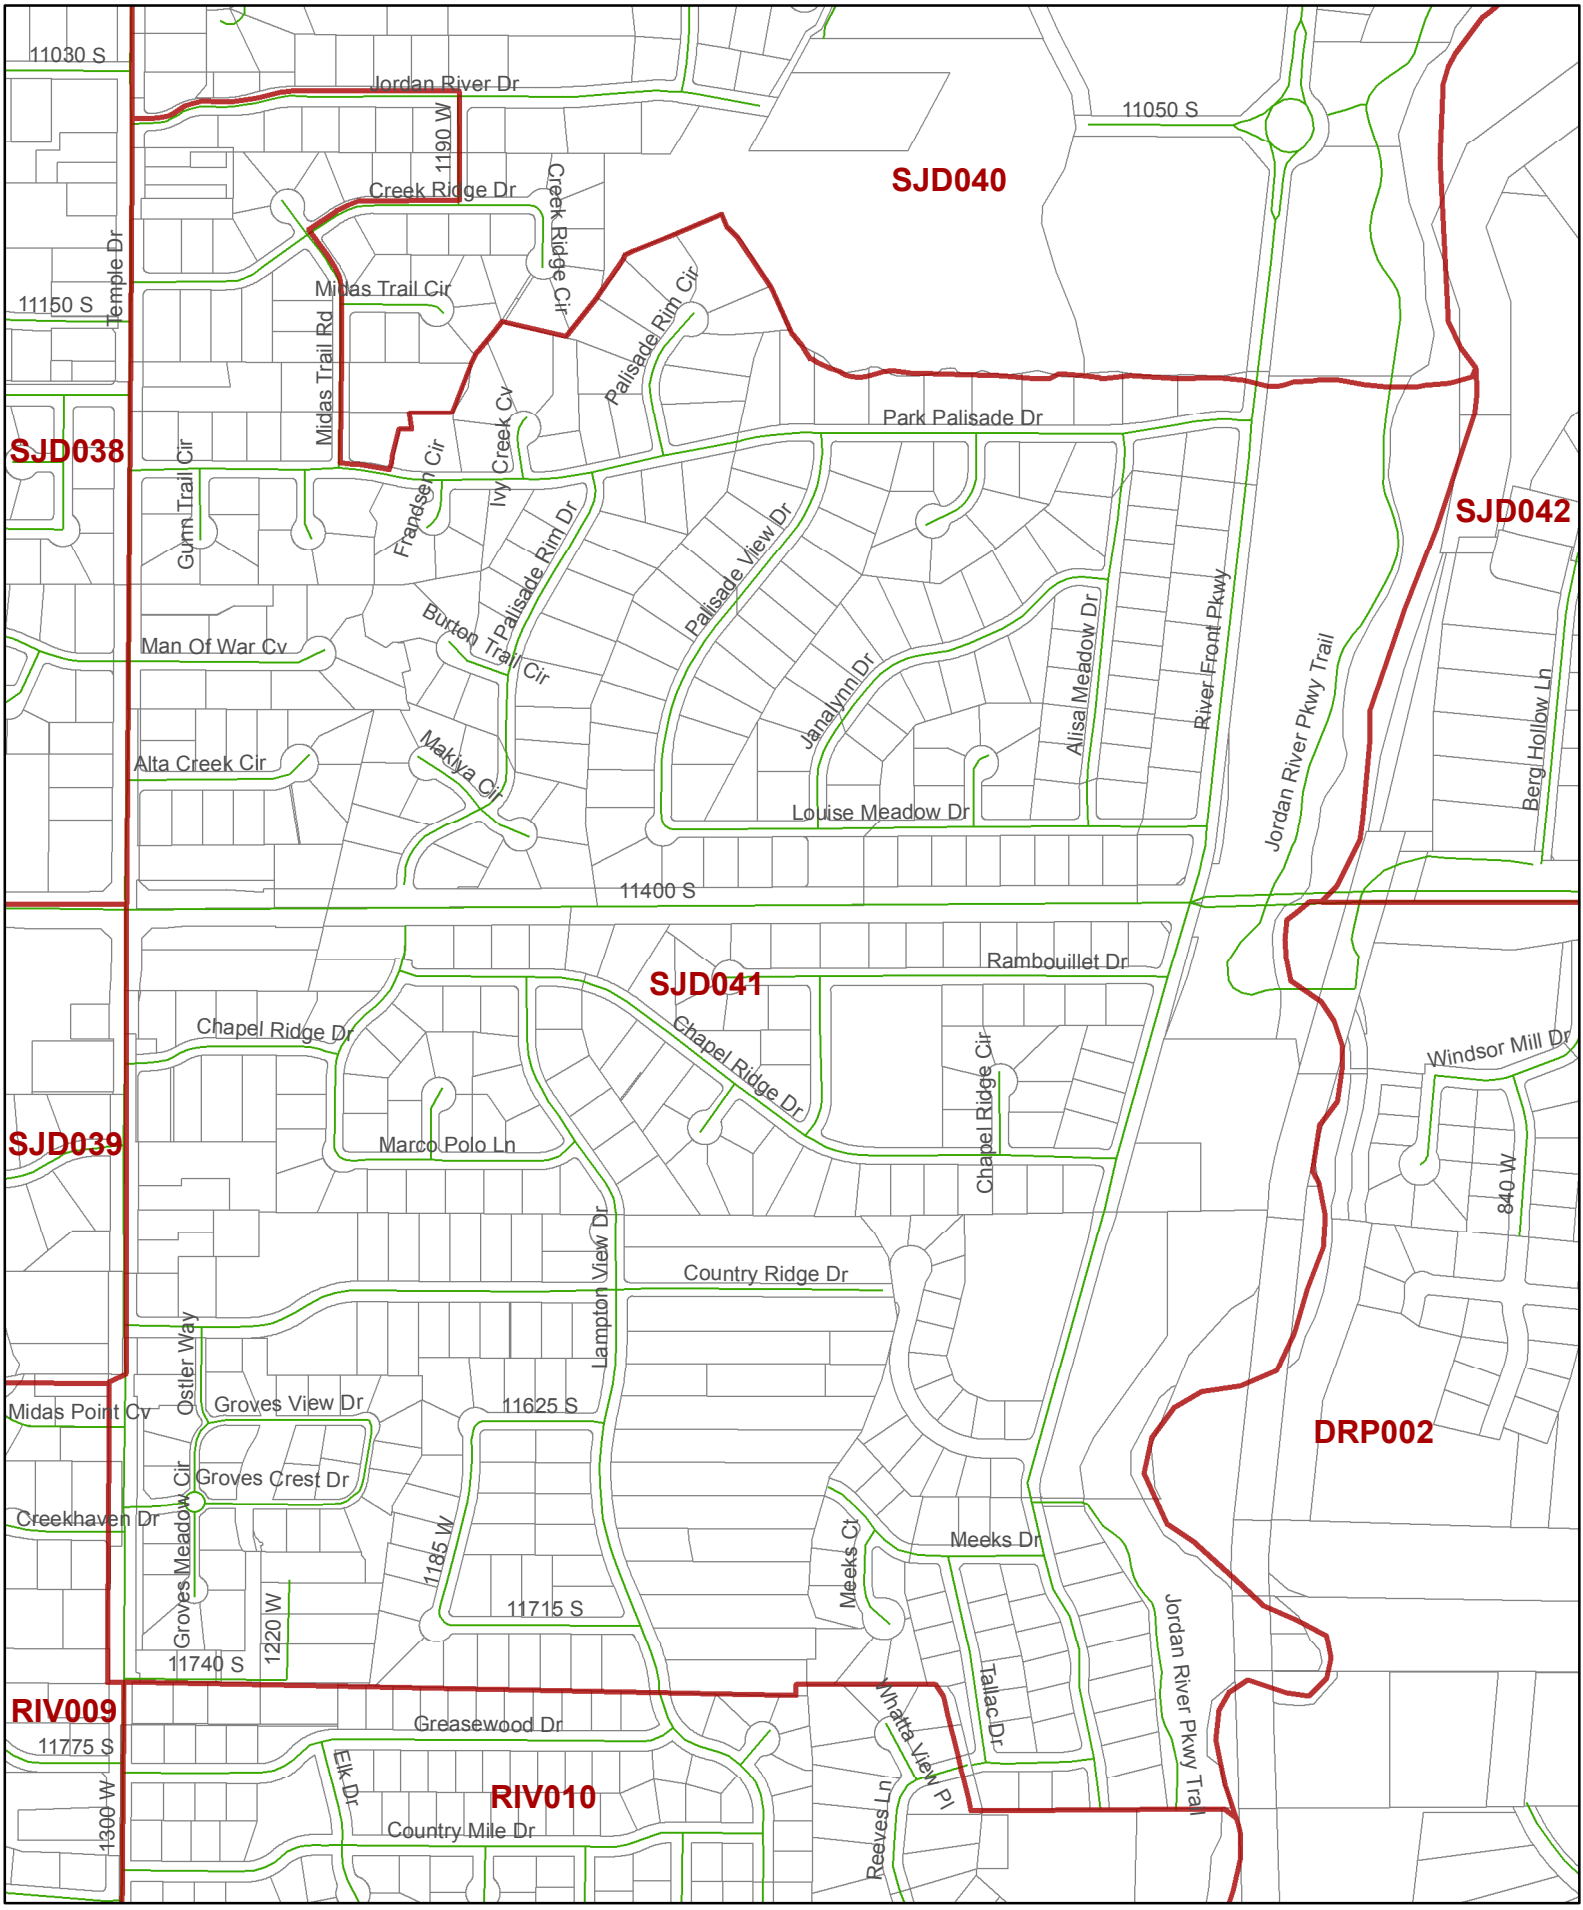 11030 S
Jordan River Dr
11050 S
1190 W
SJD040
Creek Ridge Dr
Creek Ridge Cir
Temple Dr
11150 S
Midas Trail Cir
Midas Trail Rd
Palisade Rim Cir
Ivy Creek Cv
Park Palisade Dr
SJD038
Gunn Trail Cir
Frandsen Cir
SJD042
Palisade Rim Dr
Palisade View Dr
River Front Pkwy
Man Of War Cv
Burton Trail Cir
Janalynn Dr
Alisa Meadow Dr
Jordan River Pkwy Trail
Berg Hollow Ln
Alta Creek Cir
Makiya Cir
Louise Meadow Dr
11400 S
Rambouillet Dr
SJD041
Chapel Ridge Dr
Chapel Ridge Dr
Chapel Ridge Cir
Windsor Mill Dr
SJD039
Marco Polo Ln
840 W
Lampton View Dr
Country Ridge Dr
Ostler Way
Midas Point Cv
Groves View Dr
11625 S
DRP002
Groves Crest Dr
Groves Meadow Cir
Creekhaven Dr
1185 W
Meeks Dr
Meeks Ct
11715 S
1220 W
11740 S
Jordan River Pkwy Trail
Tallac Dr
Whatta View Pl
RIV009
Greasewood Dr
11775 S
Elk Dr
RIV010
1300 W
Country Mile Dr
Reeves Ln